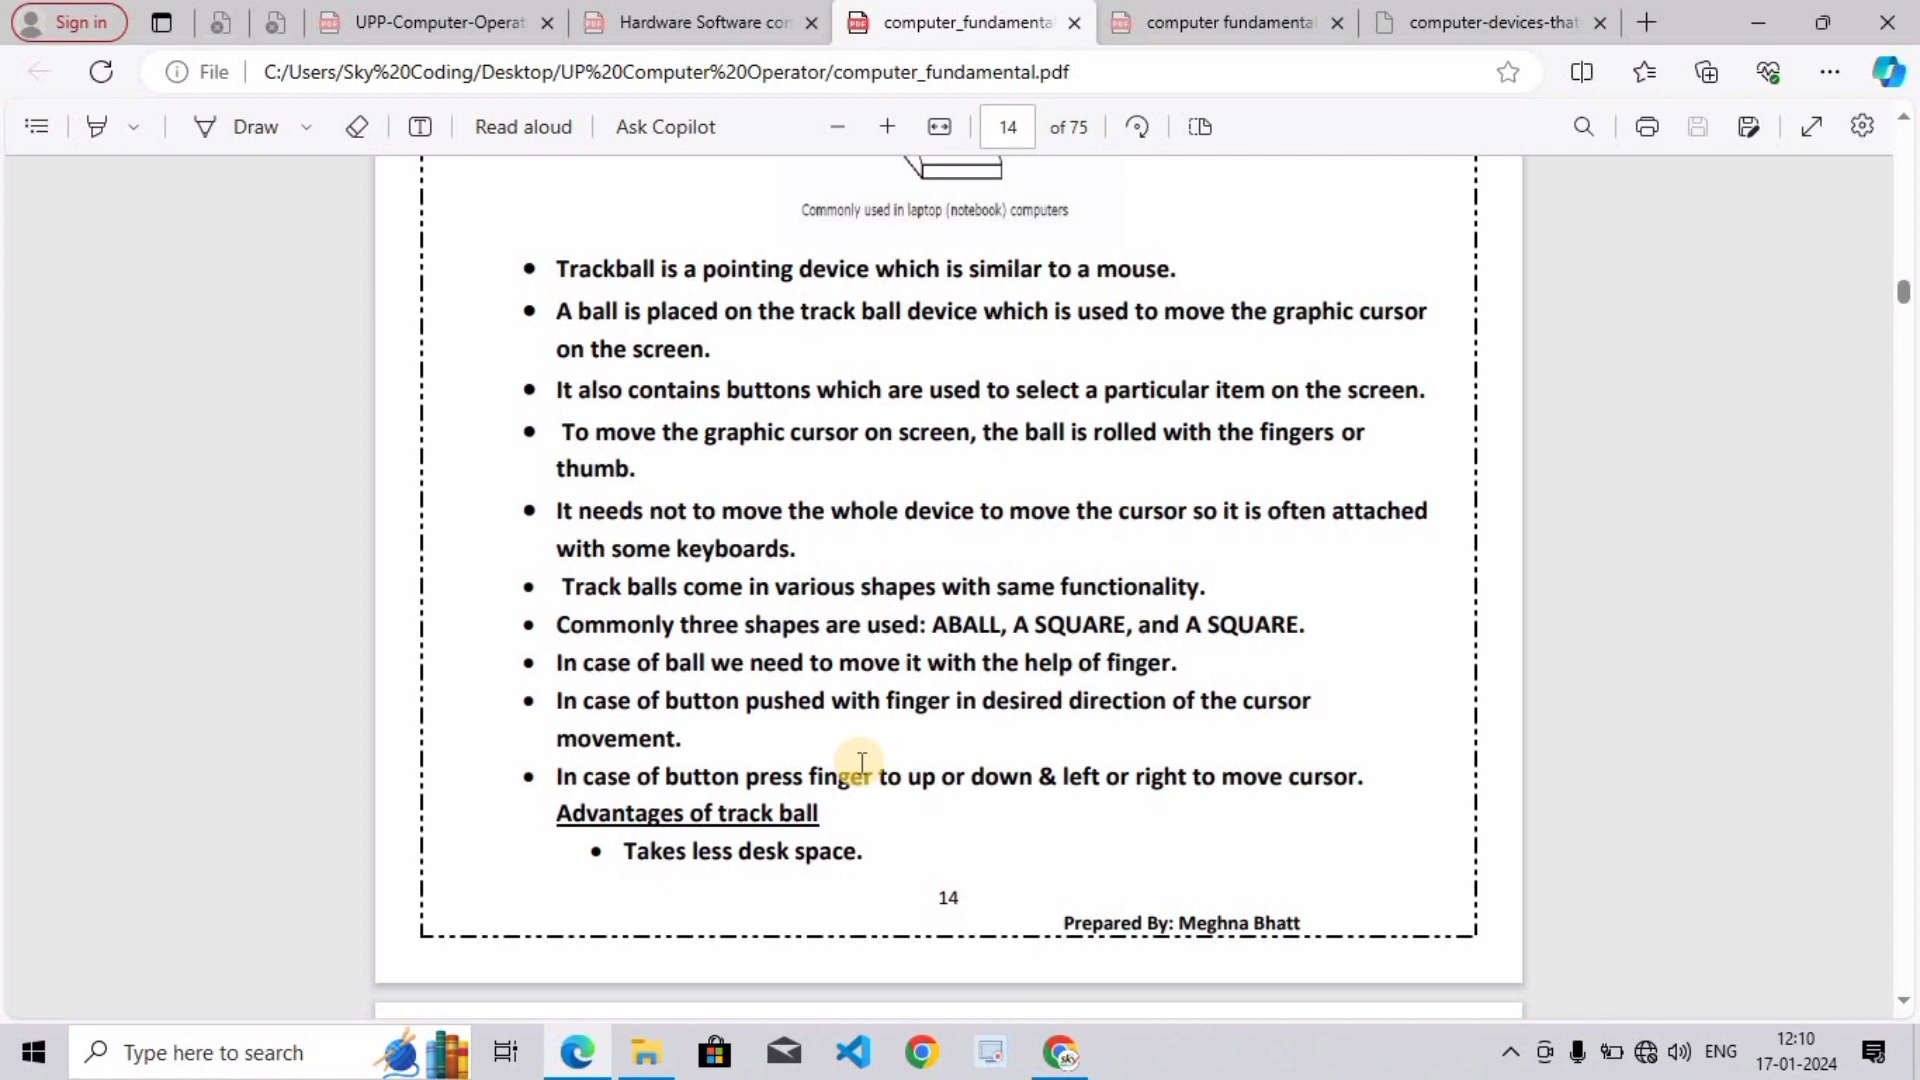 Sign in
UPP-Computer-Operat
Hardware Software con
computer_fundamenta
computer fundamenta
computer-devices-that
File
C:/Users/Sky%20Coding/Desktop/UP%20Computer%20Operator/computer_fundamental.pdf
Draw
Read aloud
Ask Copilot
14
of 75
Commonly used in laptop (notebook) computers
• Trackball is a pointing device which is similar to a mouse.
• A ball is placed on the track ball device which is used to move the graphic cursor
on the screen.
• It also contains buttons which are used to select a particular item on the screen.
• To move the graphic cursor on screen, the ball is rolled with the fingers or
thumb.
• It needs not to move the whole device to move the cursor so it is often attached
with some keyboards.
• Track balls come in various shapes with same functionality.
• Commonly three shapes are used: ABALL, A SQUARE, and A SQUARE.
• In case of ball we need to move it with the help of finger.
• In case of button pushed with finger in desired direction of the cursor
movement.
• In case of button press finger to up or down & left or right to move cursor.
Advantages of track ball
• Takes less desk space.
14
Prepared By: Meghna Bhatt
Type here to search
ENG
12:10
17-01-2024